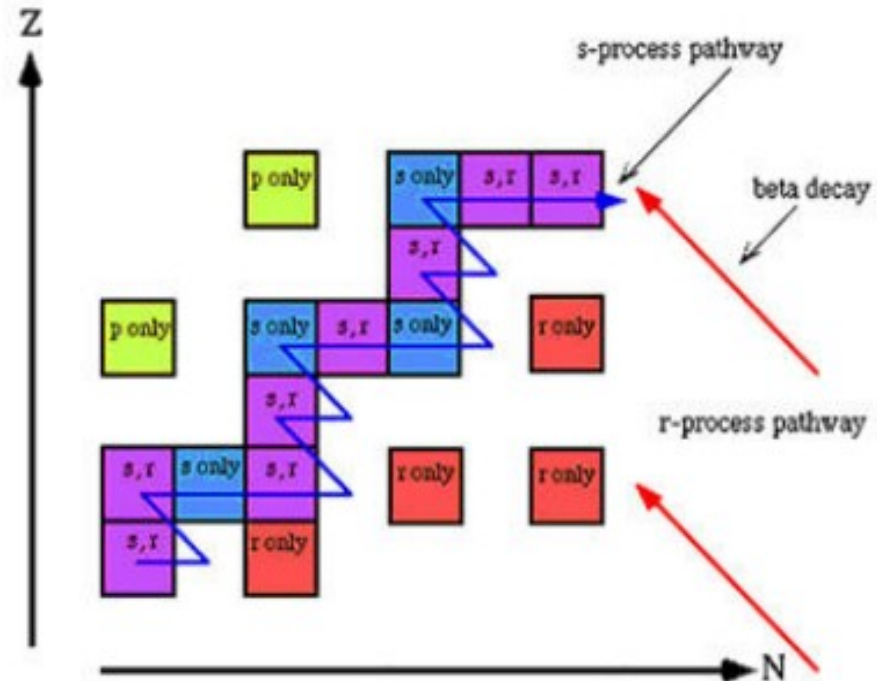 Z
s-process pathway
p only
s only
s,r
s,r
beta decay
s,r
p only
s only
s,r
s only
r only
s,r
r-process pathway
s,r
s only
s,r
r only
r only
s,r
r only
N